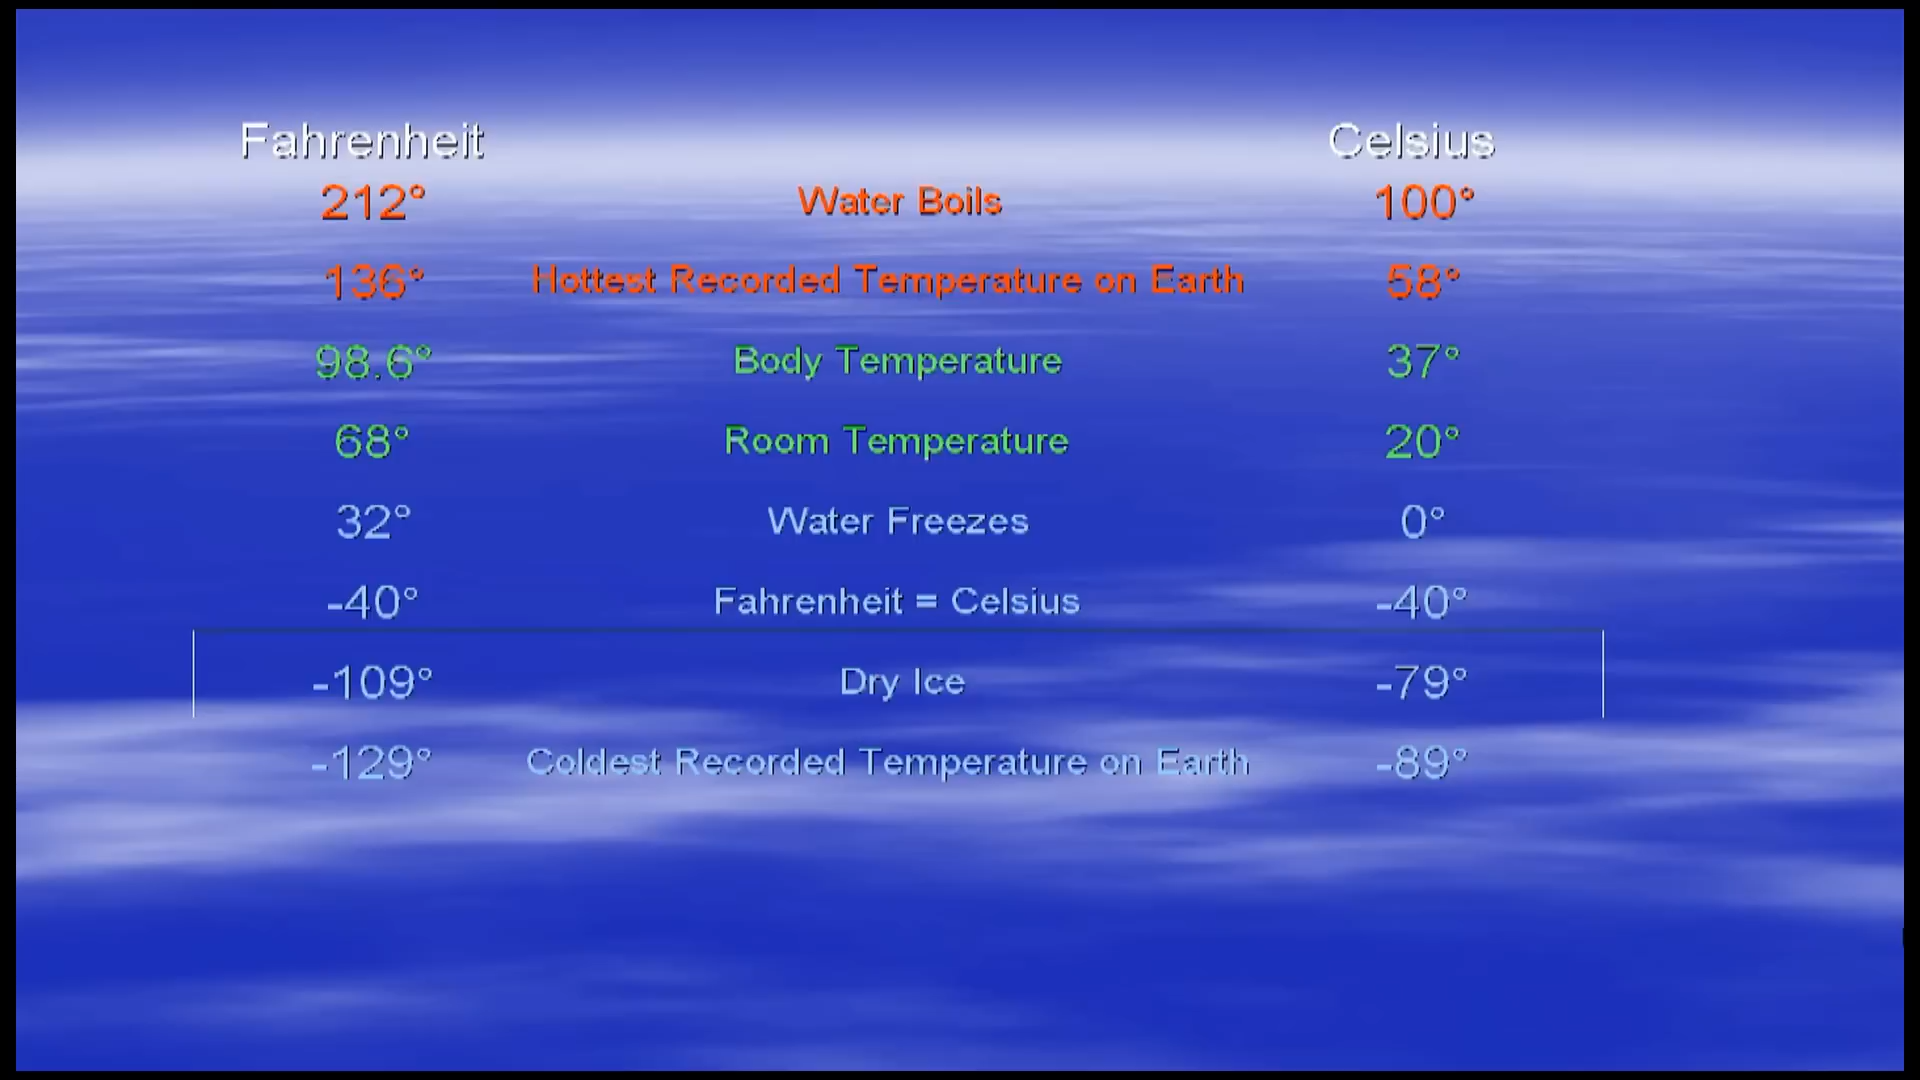 Fahrenheit Celsius
212° Water Boils 100°
136° Hottest Recorded Temperature on Earth 58°
98.6° Body Temperature 37°
68° Room Temperature 20°
32° Water Freezes 0°
-40° Fahrenheit = Celsius -40°
-109° Dry Ice -79°
-129° Coldest Recorded Temperature on Earth -89°